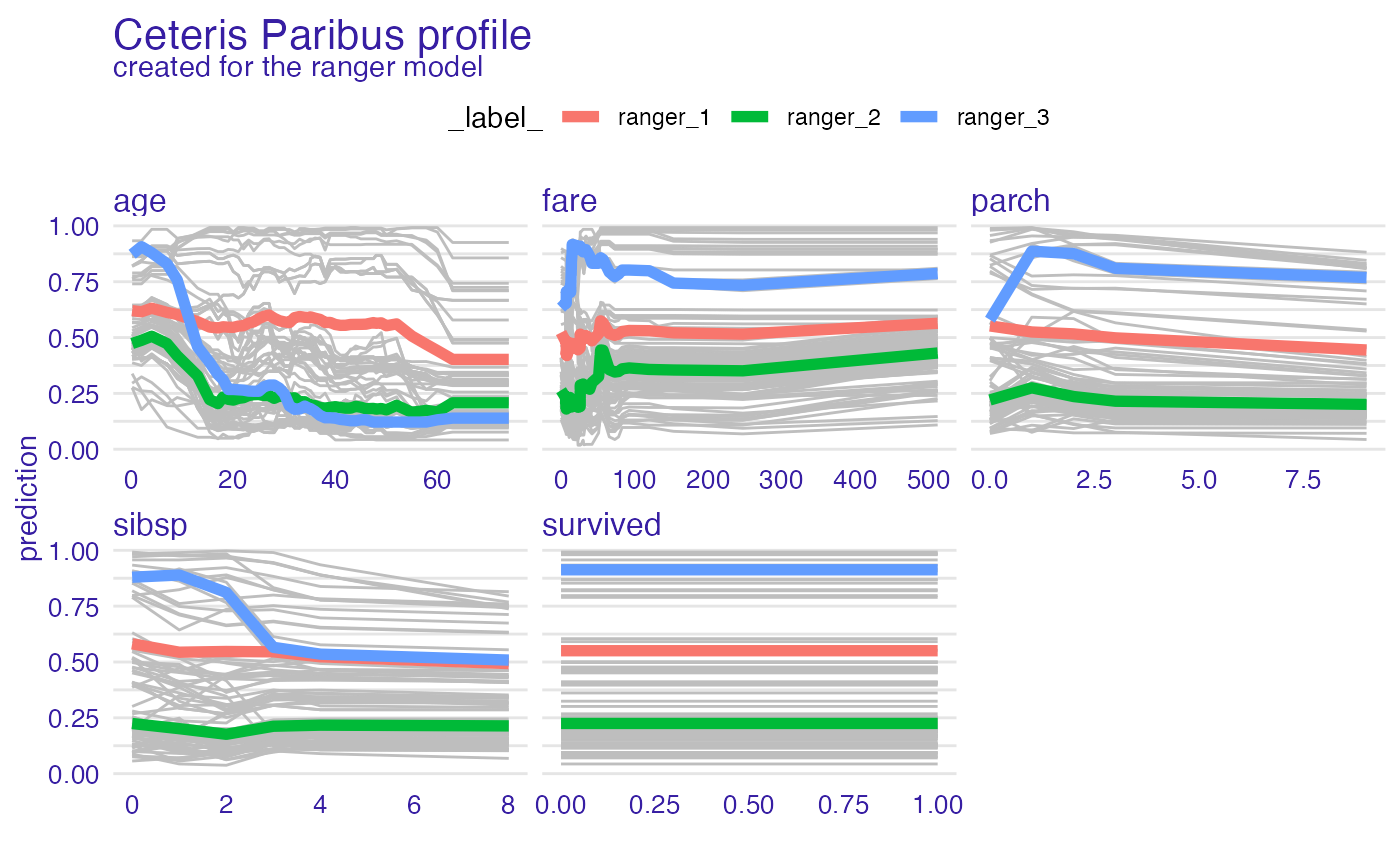 Ceteris Paribus profile
created for the ranger model
_label_ ranger_1 ranger_2 ranger_3
age fare parch
1.00
0.75
0.50
0.25
0.00
0 20 40 60 0 100 200 300 400 500 0.0 2.5 5.0 7.5
prediction
sibsp survived
1.00
0.75
0.50
0.25
0.00
0 2 4 6 8 0.00 0.25 0.50 0.75 1.00